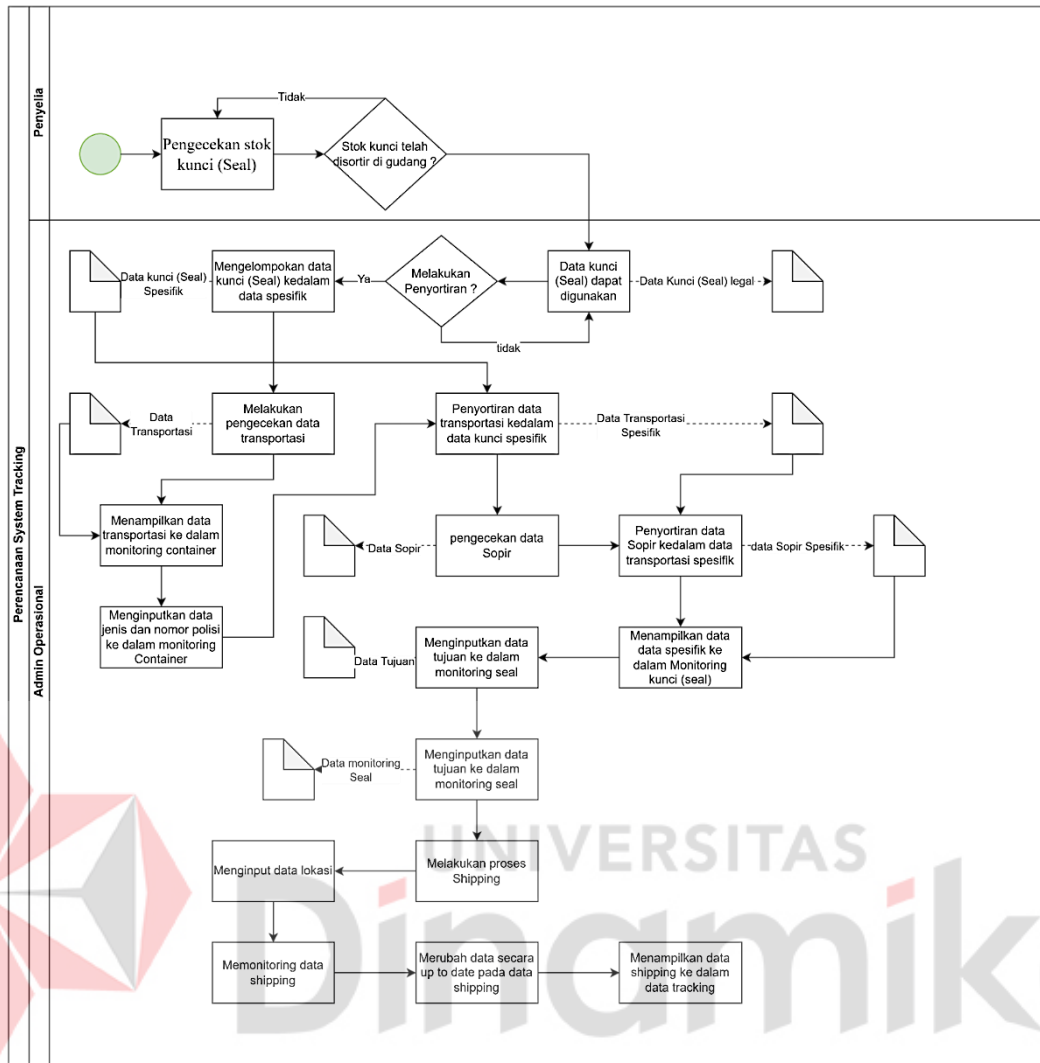 Perencanaan System Tracking
Penyelia
Tidak
Pengecekan stok
kunci (Seal)
Stok kunci telah
disortir di gudang ?
Admin Operasional
Data kunci (Seal)
Spesifik
Mengelompokan data
kunci (Seal) kedalam
data spesifik
Ya
Melakukan
Penyortiran ?
tidak
Data kunci
(Seal) dapat
digunakan
Data Kunci (Seal) legal
Data
Transportasi
Melakukan
pengecekan data
transportasi
Penyortiran data
transportasi kedalam
data kunci spesifik
Data Transportasi
Spesifik
Menampilkan data
transportasi ke dalam
monitoring container
Data Sopir
pengecekan data
Sopir
Penyortiran data
Sopir kedalam data
transportasi spesifik
data Sopir Spesifik
Menginputkan data
jenis dan nomor polisi
ke dalam monitoring
Container
Data Tujuan
Menginputkan data
tujuan ke dalam
monitoring seal
Menampilkan data
data spesifik ke
dalam Monitoring
kunci (seal)
Data monitoring
Seal
Menginputkan data
tujuan ke dalam
monitoring seal
Menginput data lokasi
Melakukan proses
Shipping
Memonitoring data
shipping
Merubah data secara
up to date pada data
shipping
Menampilkan data
shipping ke dalam
data tracking
UNIVERSITAS
Dinamika